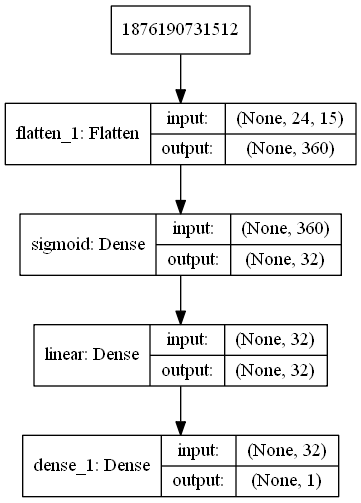 1876190731512
flatten_1: Flatten
input: (None, 24, 15)
output: (None, 360)
sigmoid: Dense
input: (None, 360)
output: (None, 32)
linear: Dense
input: (None, 32)
output: (None, 32)
dense_1: Dense
input: (None, 32)
output: (None, 1)